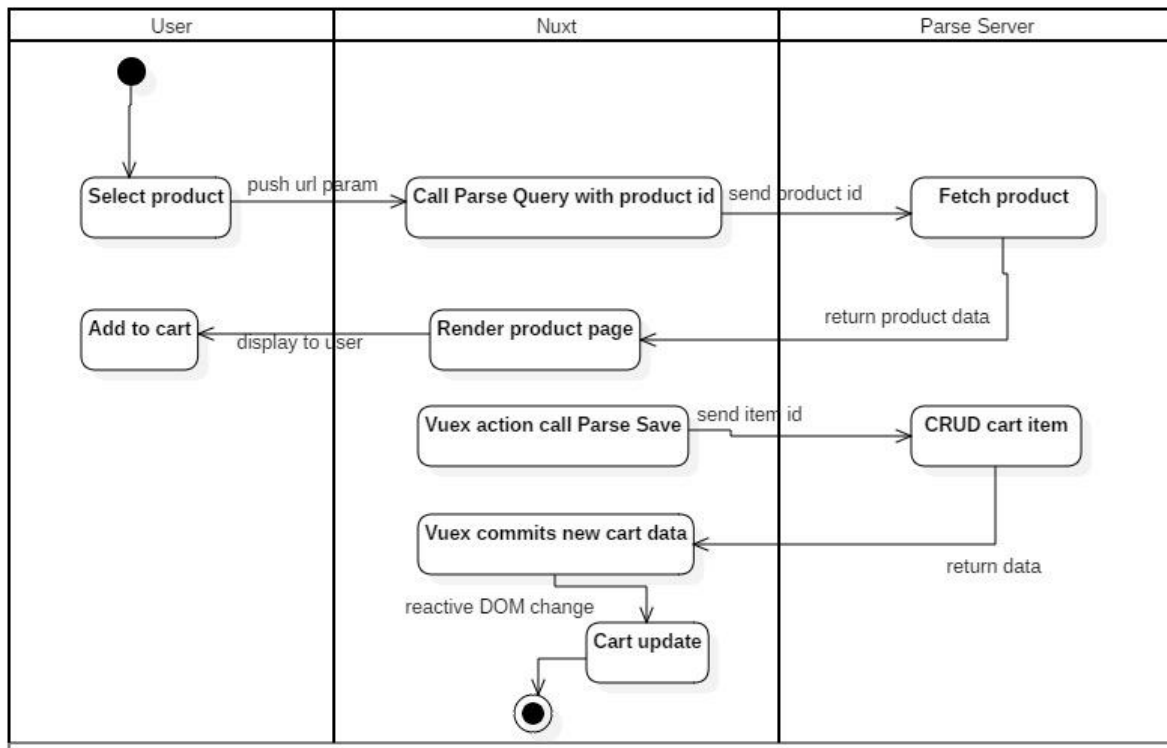 User
Nuxt
Parse Server
Select product
push url param
Call Parse Query with product id
send product id
Fetch product
return product data
Render product page
display to user
Add to cart
Vuex action call Parse Save
send item id
CRUD cart item
return data
Vuex commits new cart data
reactive DOM change
Cart update